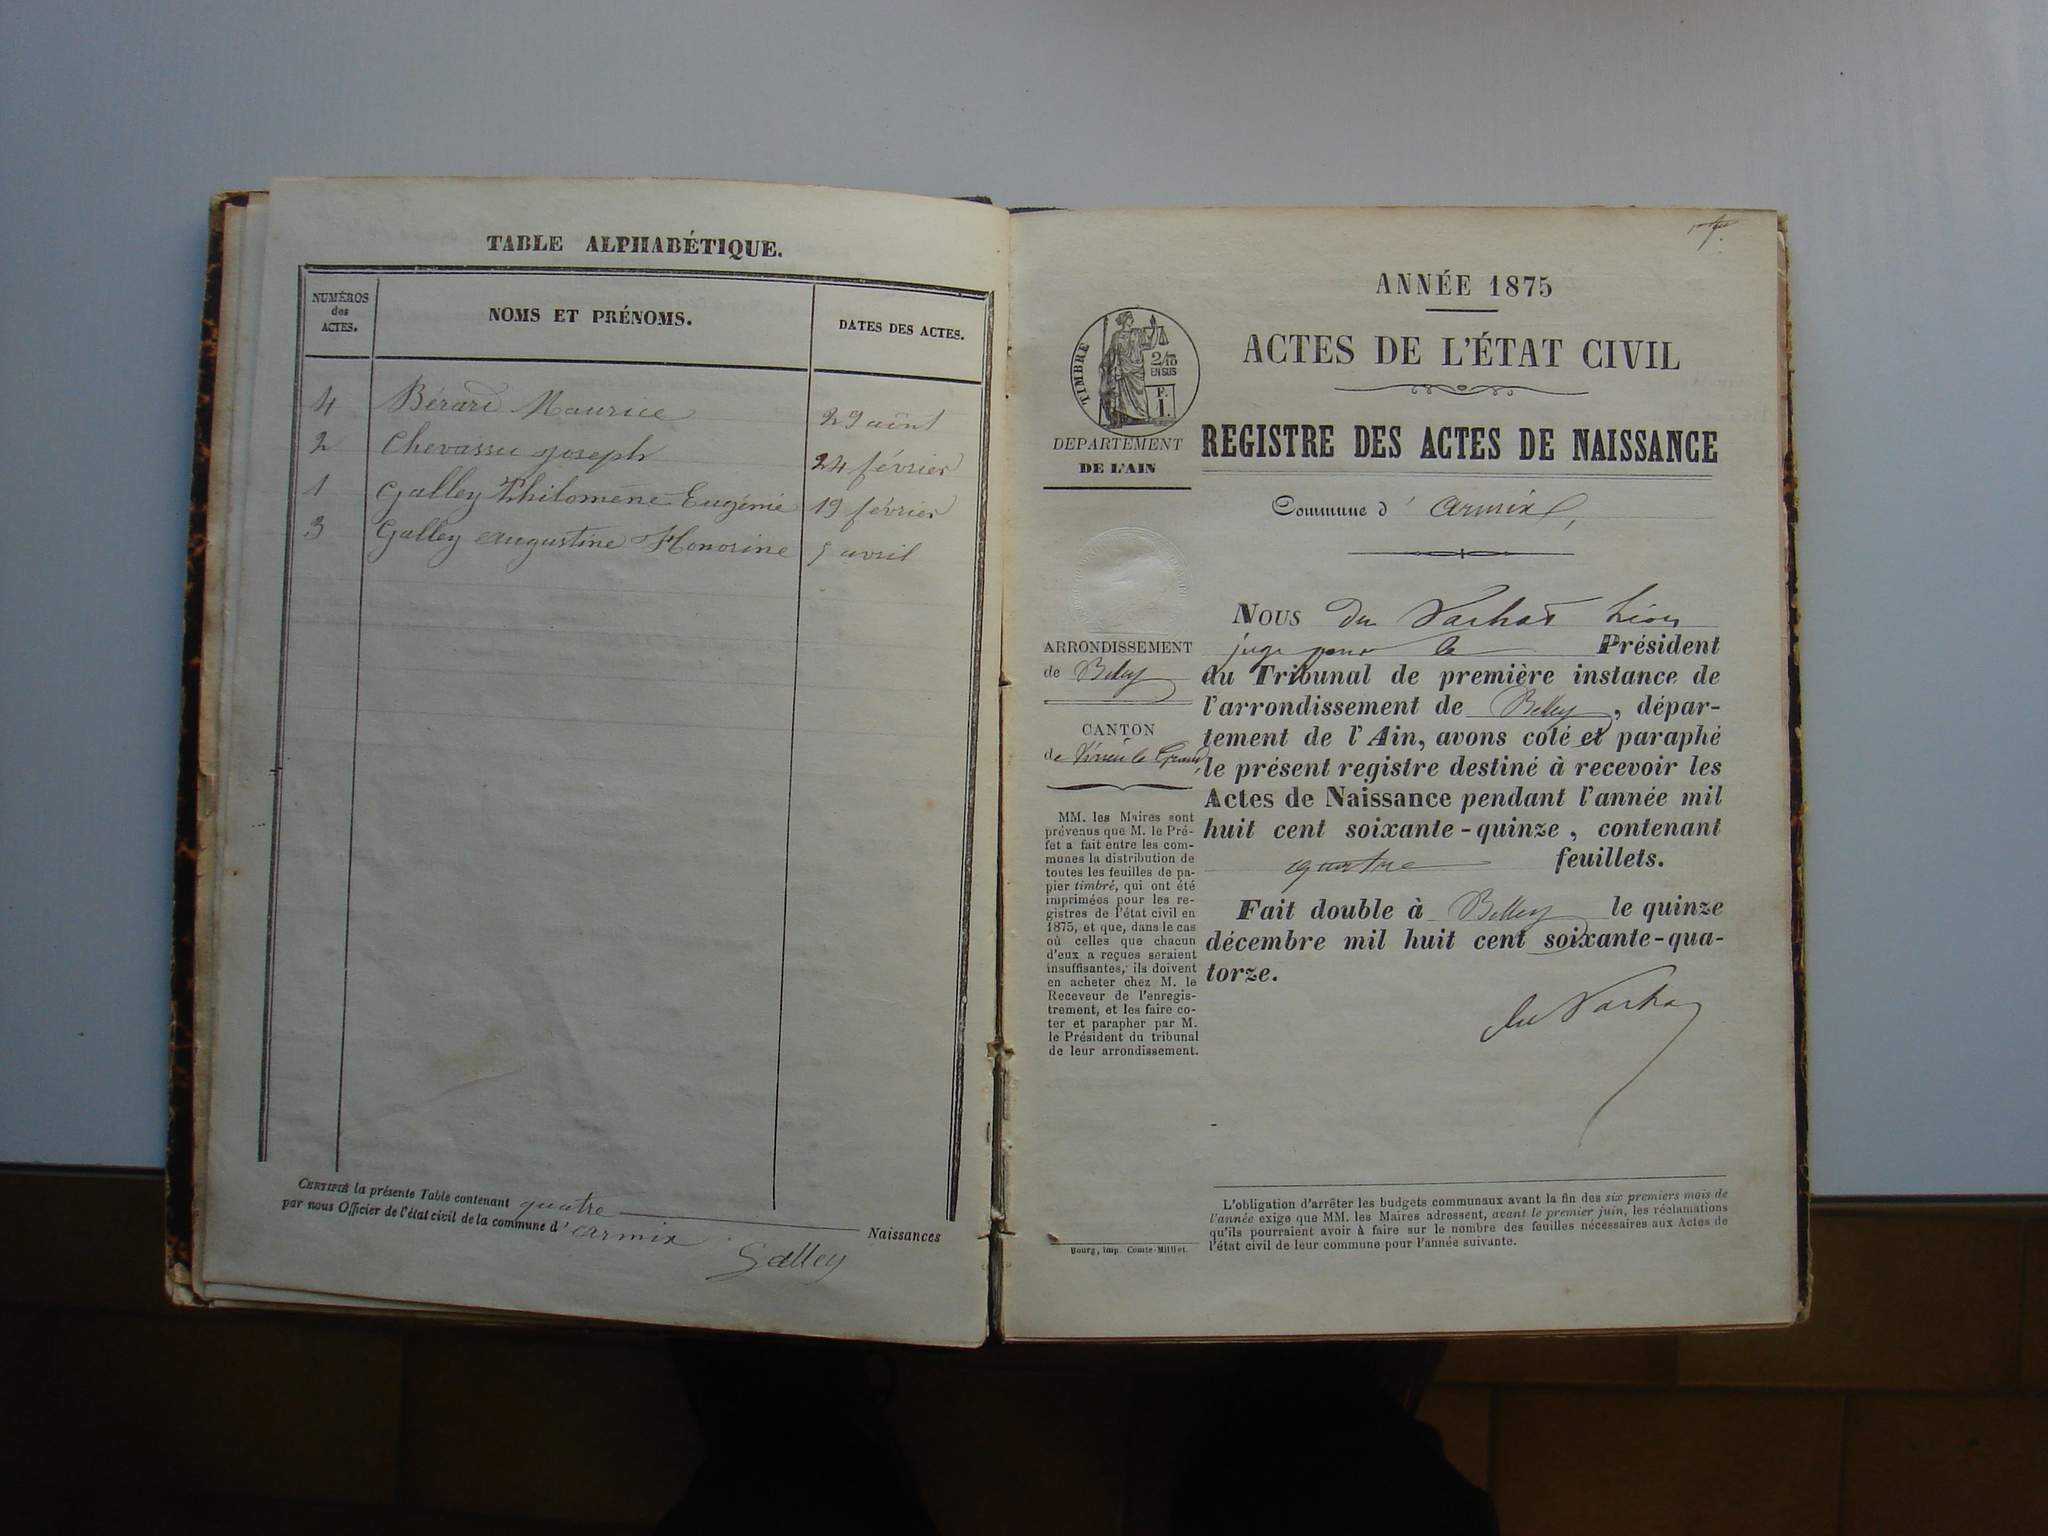 TABLE ALPHABÉTIQUE.
NUMÉROS
des
ACTES.
NOMS ET PRÉNOMS.
DATES DES ACTES.
4 Bérard Maurice 29 août
2 Chevassu joseph 24 février
1 Galley Philomène Eugénie 19 février
3 Galley augustine Honorine 5 avril
CERTIFIÉ la présente Table contenant quatre Naissances
par nous Officier de l'état civil de la commune d' armix
Galley
ANNÉE 1875
ACTES DE L'ÉTAT CIVIL
TIMBRE
2/10
EN SUS
F.
1.
DEPARTEMENT
DE L'AIN
REGISTRE DES ACTES DE NAISSANCE
Commune d' armix
ARRONDISSEMENT
de Belley
CANTON
de Virieu le Grand
MM. les Maires sont
prévenus que M. le Pré-
fet a fait entre les com-
munes la distribution de
toutes les feuilles de pa-
pier timbré, qui ont été
imprimées pour les re-
gistres de l'état civil en
1875, et que, dans le cas
où celles que chacun
d'eux a reçues seraient
insuffisantes, ils doivent
en acheter chez M. le
Receveur de l'enregis-
trement, et les faire co-
ter et parapher par M.
le Président du tribunal
de leur arrondissement.
NOUS du Vachat Léon
juge pour le Président
du Tribunal de première instance de
l'arrondissement de Belley, dépar-
tement de l'Ain, avons coté et paraphé
le présent registre destiné à recevoir les
Actes de Naissance pendant l'année mil
huit cent soixante-quinze, contenant
quatre feuillets.
Fait double à Belley le quinze
décembre mil huit cent soixante-qua-
torze.
du Vachat
L'obligation d'arrêter les budgets communaux avant la fin des six premiers mois de
l'année exige que MM. les Maires adressent, avant le premier juin, les réclamations
qu'ils pourraient avoir à faire sur le nombre des feuilles nécessaires aux Actes de
l'état civil de leur commune pour l'année suivante.
Bourg, imp. Comte-Milliet.